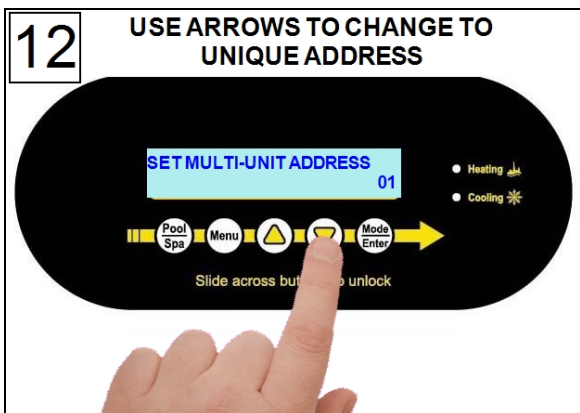 12
USE ARROWS TO CHANGE TO
UNIQUE ADDRESS
SET MULTI-UNIT ADDRESS
01
Heating
Cooling
Pool
Spa
Menu
Mode
Enter
Slide across but o unlock